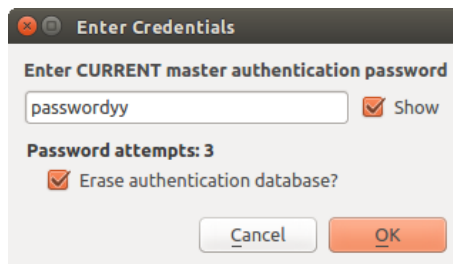 Enter Credentials
Enter CURRENT master authentication password
passwordyy Show
Password attempts: 3
Erase authentication database?
Cancel OK